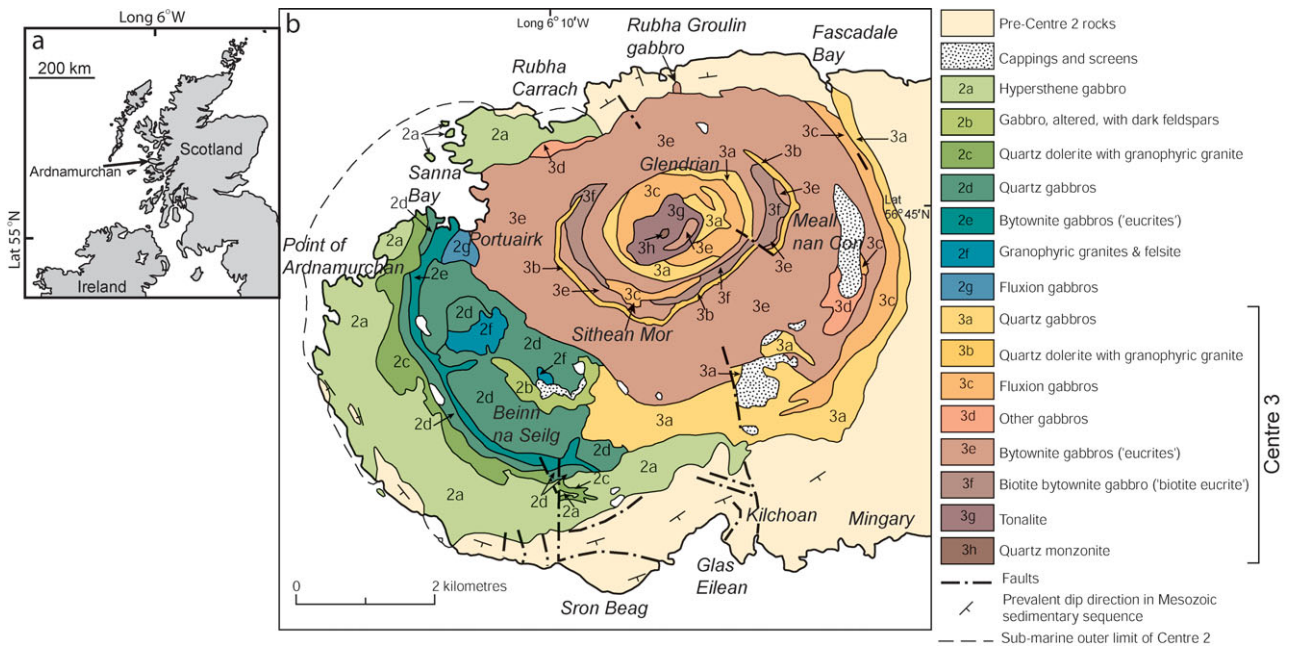 Long 6°W
a
200 km
Scotland
Ardnamurchan
Lat 55°N
Ireland
b
Long 6°10'W
Rubha Groulin
gabbro
Fascadale
Bay
Rubha
Carrach
2a
2a
3e
3c
3a
3d
Glendrian
3a
3b
3e
3f
3c
3f
Sanna
Bay
Lat
56°45'N
2d
3e
3g
3a
Meall
nan Con
2a
Portuairk
3h
3e
3c
Point of
Ardnamurchan
2g
2e
3b
3a
3e
3e
3c
3f
3b
3e
3c
3d
2a
2d
2f
Sithean Mor
2d
3a
2c
2f
3a
2b
2d
3a
3a
2d
Beinn
na Seilg
2d
2a
2c
2a
2d
2a
Kilchoan
Mingary
Glas
Eilean
0
2 kilometres
Sron Beag
Pre-Centre 2 rocks
Cappings and screens
2a Hypersthene gabbro
2b Gabbro, altered, with dark feldspars
2c Quartz dolerite with granophyric granite
2d Quartz gabbros
2e Bytownite gabbros ('eucrites')
2f Granophyric granites & felsite
2g Fluxion gabbros
3a Quartz gabbros
3b Quartz dolerite with granophyric granite
3c Fluxion gabbros
3d Other gabbros
3e Bytownite gabbros ('eucrites')
3f Biotite bytownite gabbro ('biotite eucrite')
3g Tonalite
3h Quartz monzonite
Centre 3
Faults
Prevalent dip direction in Mesozoic
sedimentary sequence
Sub-marine outer limit of Centre 2